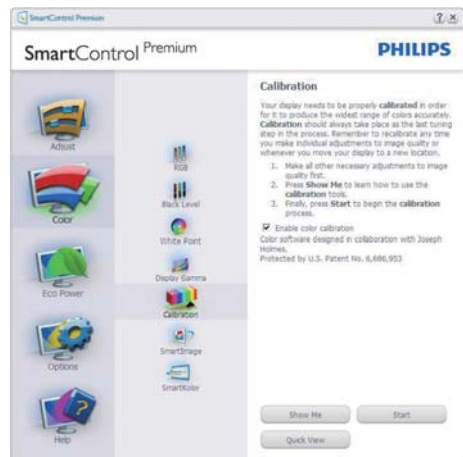 SmartControl Premium
SmartControl Premium
PHILIPS
Adjust
Color
Eco Power
Options
Help
RGB
Black Level
White Point
Display Gamma
Calibration
SmartImage
SmartKolor
Calibration
Your display needs to be properly calibrated in order
for it to produce the widest range of colors accurately.
Calibration should always take place as the last tuning
step in the process. Remember to recalibrate any time
you make individual adjustments to image quality or
whenever you move your display to a new location.
1. Make all other necessary adjustments to image
quality first.
2. Press Show Me to learn how to use the
calibration tools.
3. Finally, press Start to begin the calibration
process.
Enable color calibration
Color software designed in collaboration with Joseph
Holmes.
Protected by U.S. Patent No. 6,686,953
Show Me
Start
Quick View